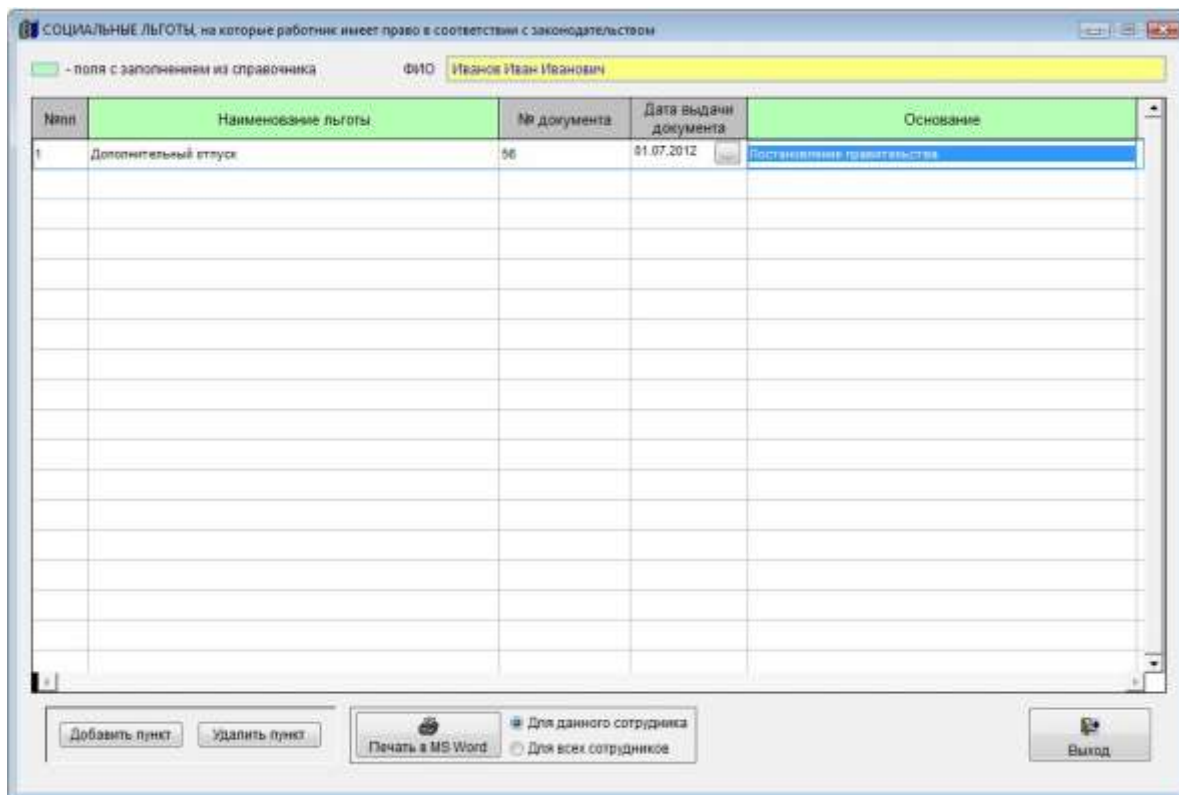 СОЦИАЛЬНЫЕ ЛЬГОТЫ, на которые работник имеет право в соответствии с законодательством
- поля с заполнением из справочника ФИО Иванов Иван Иванович
№пп Наименование льготы № документа Дата выдачи документа Основание
1 Дополнительный отпуск 56 01.07.2012 ... Постановление правительства
Добавить пункт Удалить пункт Печать в MS Word Для данного сотрудника
Для всех сотрудников
Выход